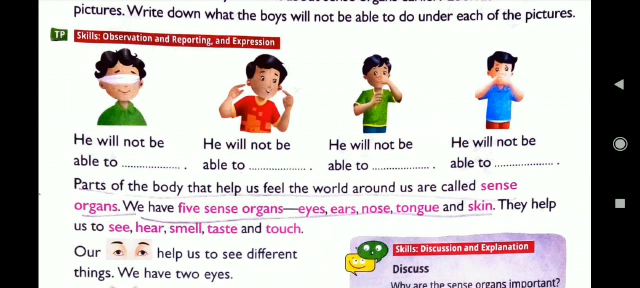 pictures. Write down what the boys will not be able to do under each of the pictures.
TP Skills: Observation and Reporting, and Expression
He will not be able to .................. .
He will not be able to .................. .
He will not be able to .................. .
He will not be able to .................. .
Parts of the body that help us feel the world around us are called sense
organs. We have five sense organs—eyes, ears, nose, tongue and skin. They help
us to see, hear, smell, taste and touch.
Our help us to see different
things. We have two eyes.
Skills: Discussion and Explanation
Discuss
Why are the sense organs important?